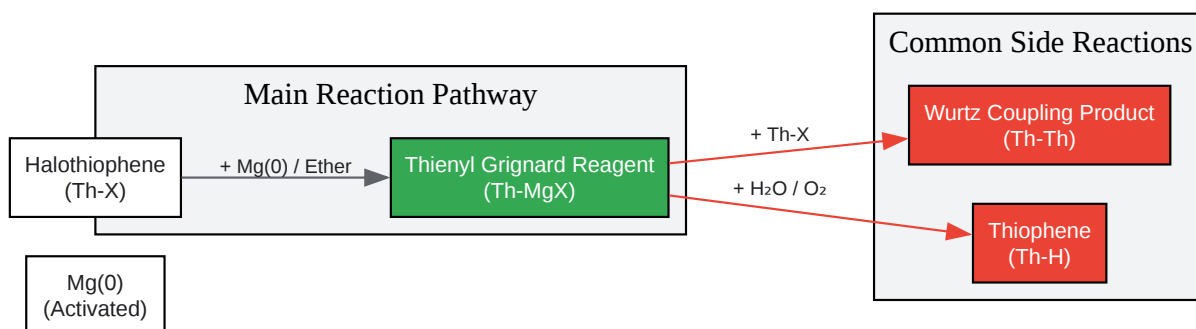 Common Side Reactions
Main Reaction Pathway
Wurtz Coupling Product
(Th-Th)
+ Th-X
Halothiophene
(Th-X)
+ Mg(0) / Ether
Thienyl Grignard Reagent
(Th-MgX)
+ H₂O / O₂
Thiophene
(Th-H)
Mg(0)
(Activated)